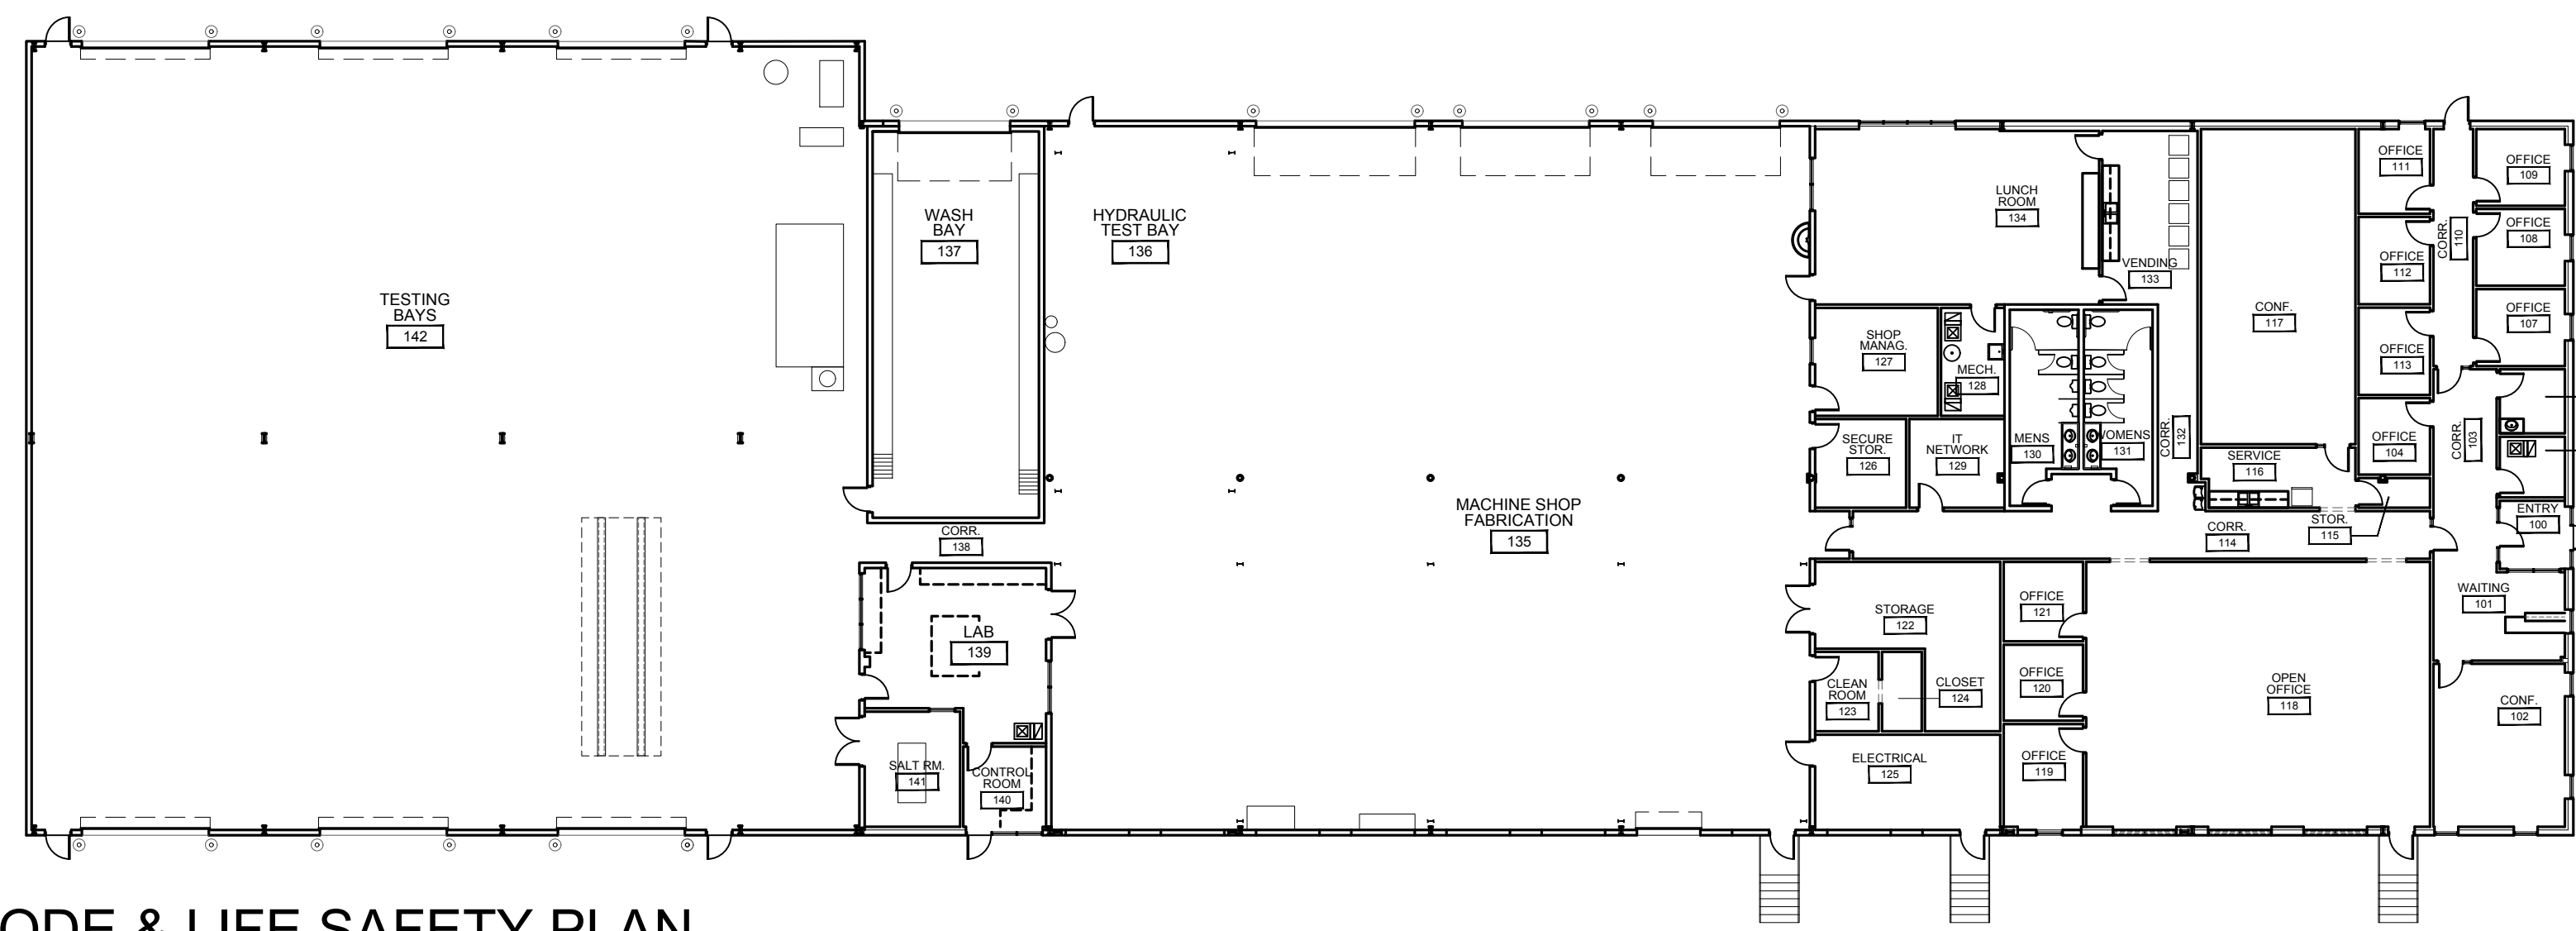 TESTING
BAYS
142
WASH
BAY
137
HYDRAULIC
TEST BAY
136
MACHINE SHOP
FABRICATION
135
CORR.
138
LAB
139
SALT RM.
141
CONTROL
ROOM
140
LUNCH
ROOM
134
VENDING
133
SHOP
MANAG.
127
MECH.
128
SECURE
STOR.
126
IT
NETWORK
129
MENS
130
WOMENS
131
CORR.
132
CONF.
117
SERVICE
116
STOR.
115
CORR.
114
OFFICE
111
OFFICE
112
OFFICE
113
OFFICE
104
CORR.
110
OFFICE
109
OFFICE
108
OFFICE
107
CORR.
103
ENTRY
100
WAITING
101
CONF.
102
STORAGE
122
CLEAN
ROOM
123
CLOSET
124
ELECTRICAL
125
OFFICE
121
OFFICE
120
OFFICE
119
OPEN
OFFICE
118
ODE & LIFE SAFETY PLAN